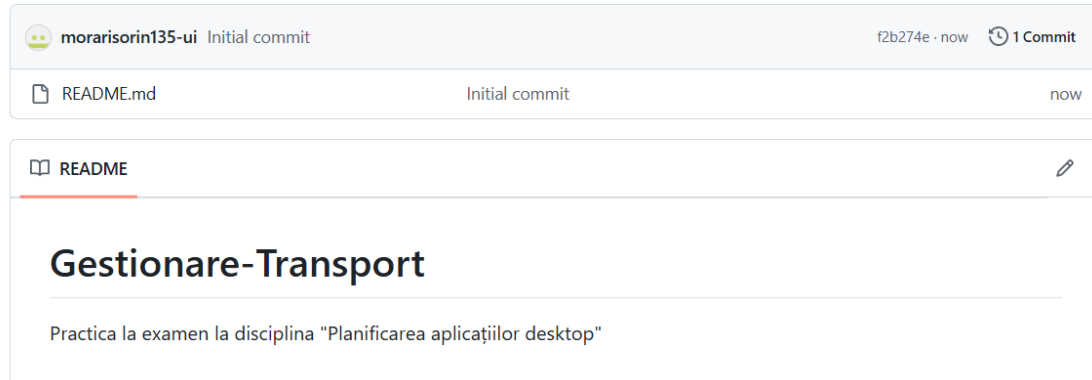 morarisorin135-ui Initial commit f2b274e · now 1 Commit
README.md Initial commit now
README
Gestionare-Transport
Practica la examen la disciplina "Planificarea aplicațiilor desktop"